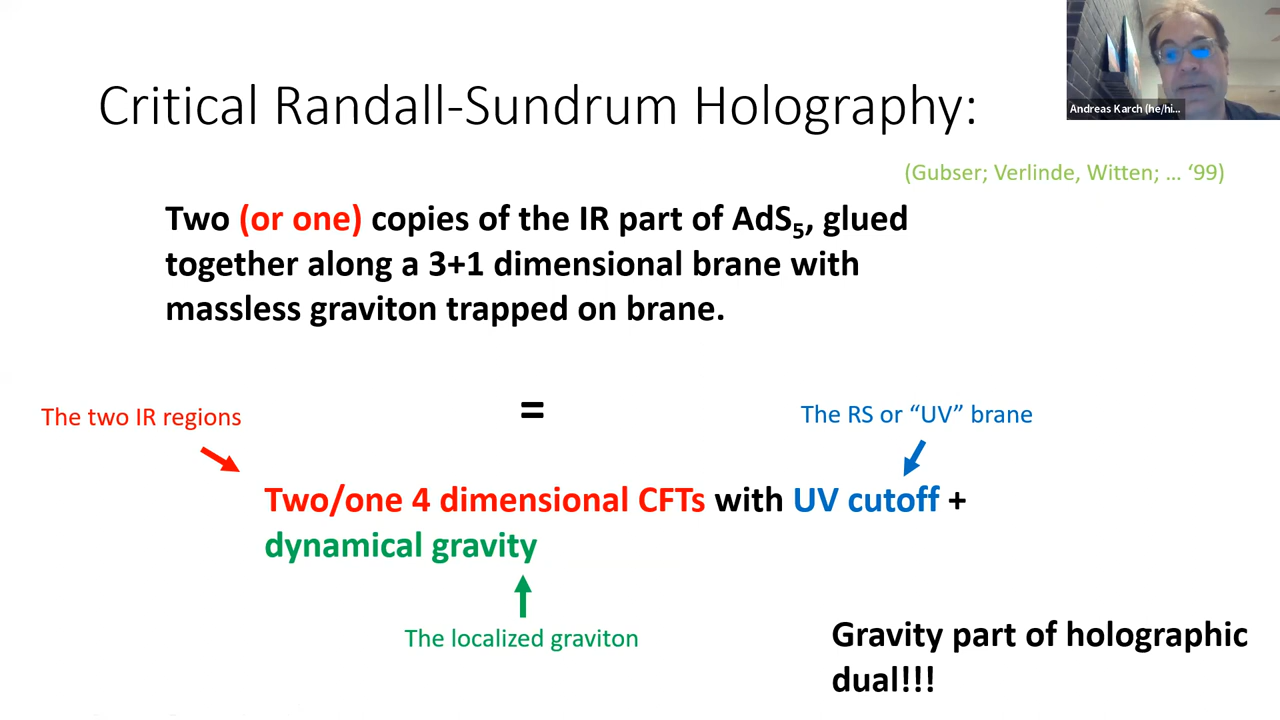 Critical Randall-Sundrum Holography:
Andreas Karch (he/hi...
(Gubser; Verlinde, Witten; … ‘99)
Two (or one) copies of the IR part of AdS5, glued
together along a 3+1 dimensional brane with
massless graviton trapped on brane.
The two IR regions
=
The RS or “UV” brane
Two/one 4 dimensional CFTs with UV cutoff +
dynamical gravity
The localized graviton
Gravity part of holographic
dual!!!